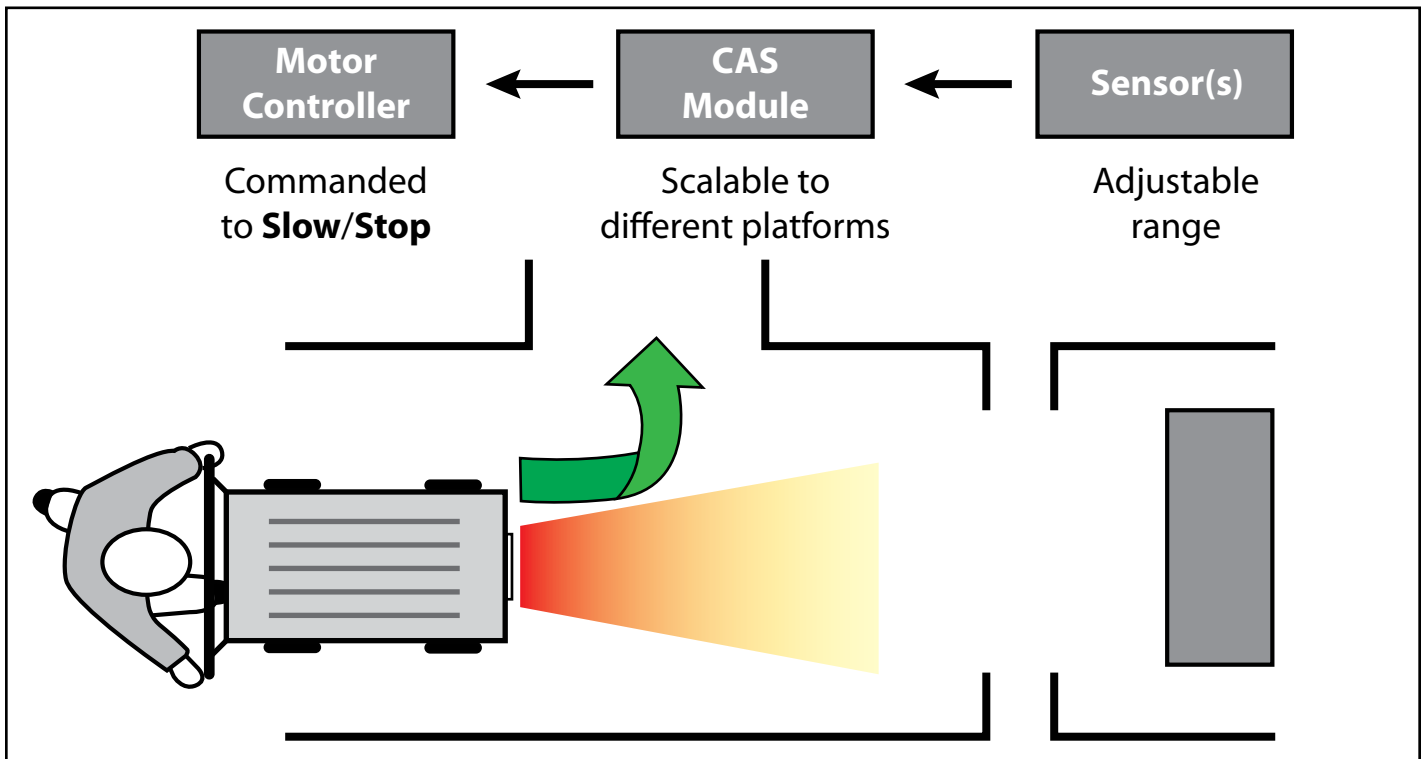 Motor
Controller
CAS
Module
Sensor(s)
Commanded
to Slow/Stop
Scalable to
different platforms
Adjustable
range